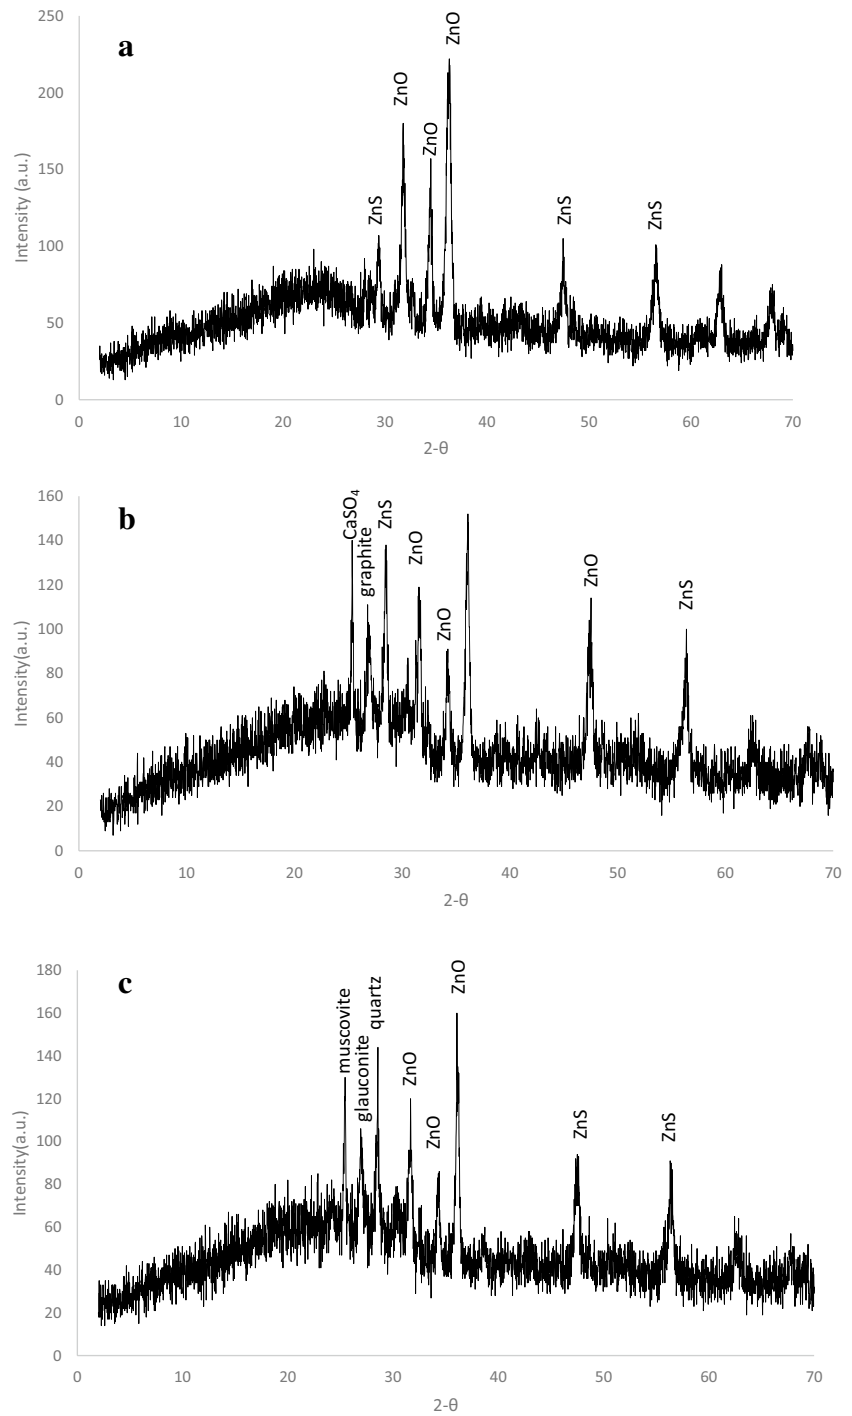 a
Intensity (a.u.)
250
200
150
100
50
0
ZnS
ZnO
ZnO
ZnO
ZnS
ZnS
0 10 20 30 40 50 60 70
2-θ
b
Intensity(a.u.)
160
140
120
100
80
60
40
20
0
CaSO₄
graphite
ZnS
ZnO
ZnO
ZnO
ZnS
0 10 20 30 40 50 60 70
2-θ
c
Intensity(a.u.)
180
160
140
120
100
80
60
40
20
0
muscovite
glauconite
quartz
ZnO
ZnO
ZnO
ZnS
ZnS
0 10 20 30 40 50 60 70
2-θ